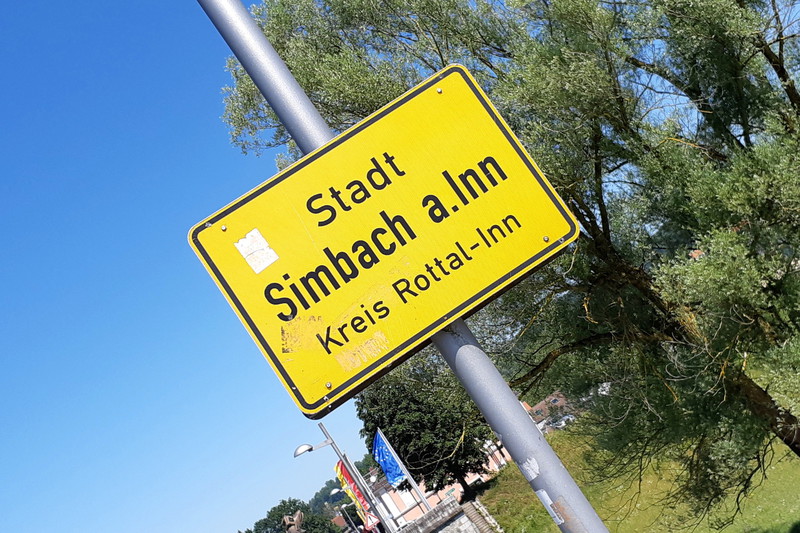 Stadt
Simbach a.Inn
Kreis Rottal-Inn